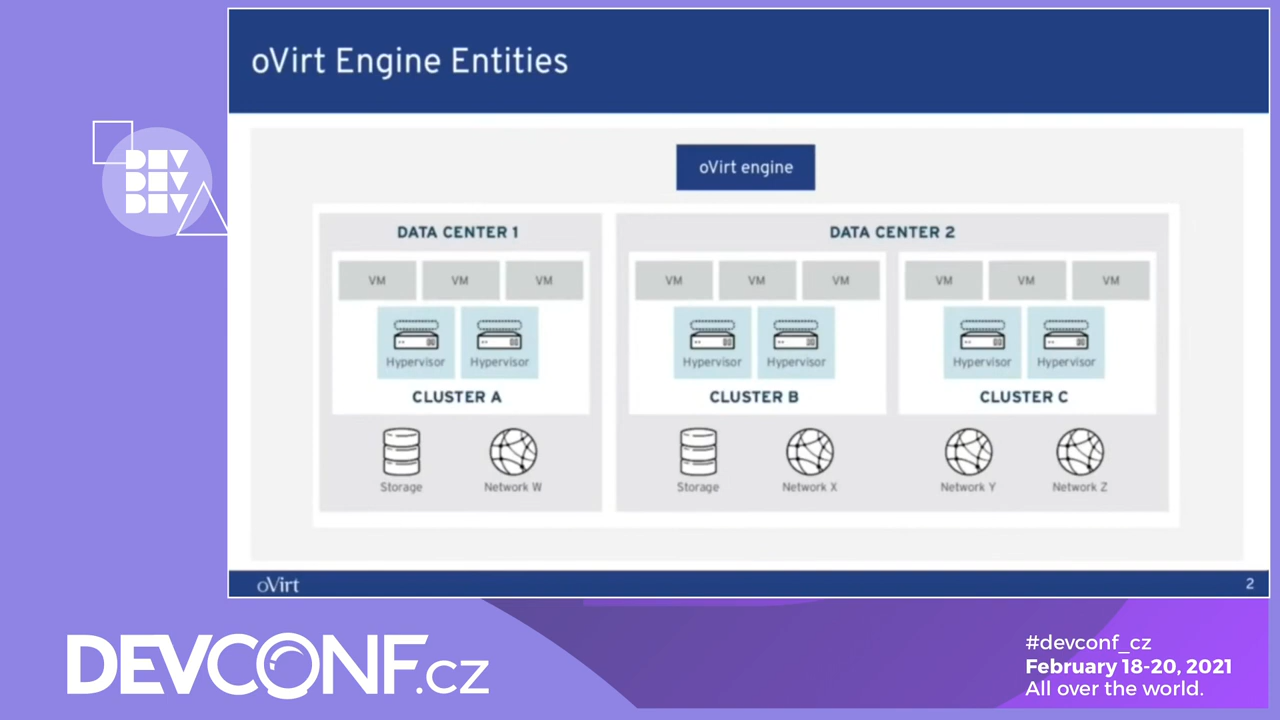 oVirt Engine Entities
DEV
DEV
DEV
oVirt engine
DATA CENTER 1
DATA CENTER 2
VM VM VM
VM VM VM
VM VM VM
Hypervisor Hypervisor
Hypervisor Hypervisor
Hypervisor Hypervisor
CLUSTER A
CLUSTER B
CLUSTER C
Storage Network W
Storage Network X Network Y Network Z
oVirt
2
DEVCONF.cz
#devconf_cz
February 18-20, 2021
All over the world.